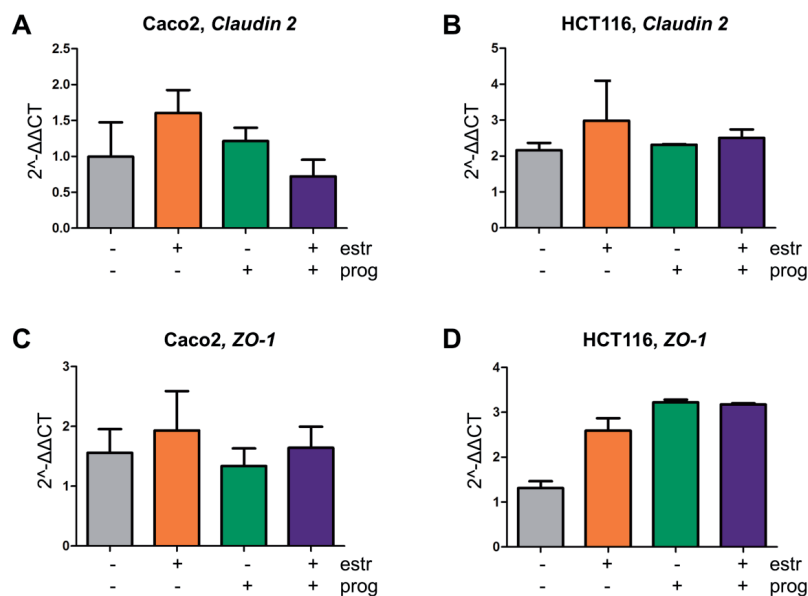 A
Caco2, Claudin 2
2^-ΔΔCT
2.5
2.0
1.5
1.0
0.5
0.0
- + - + estr
- - + + prog
B
HCT116, Claudin 2
2^-ΔΔCT
5
4
3
2
1
0
- + - + estr
- - + + prog
C
Caco2, ZO-1
2^-ΔΔCT
3
2
1
0
- + - + estr
- - + + prog
D
HCT116, ZO-1
2^-ΔΔCT
4
3
2
1
0
- + - + estr
- - + + prog